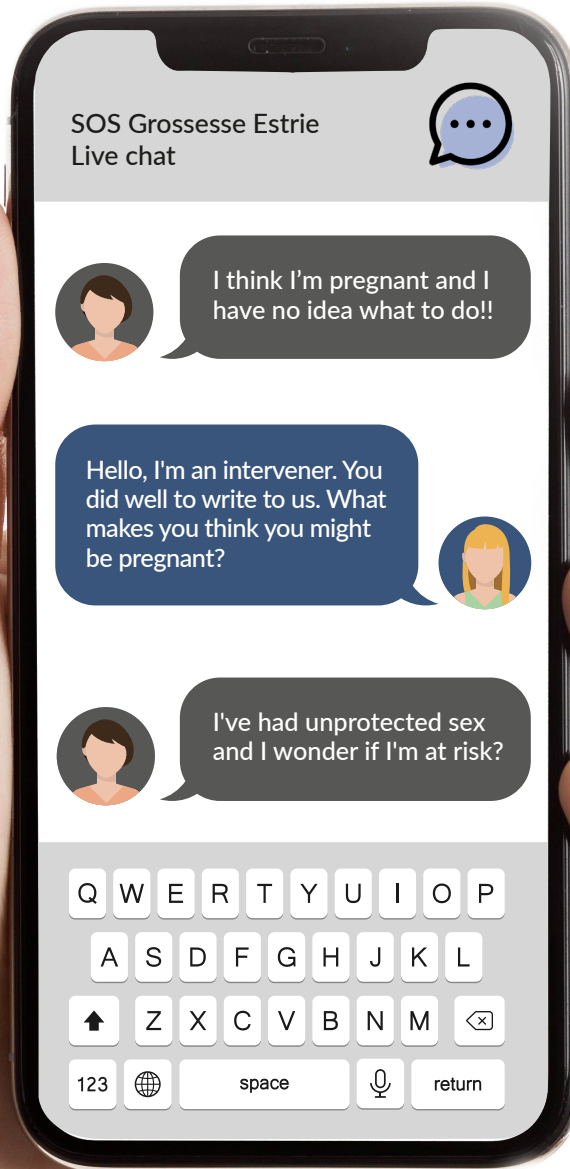 SOS Grossesse Estrie
Live chat
I think I’m pregnant and I
have no idea what to do!!
Hello, I'm an intervener. You
did well to write to us. What
makes you think you might
be pregnant?
I've had unprotected sex
and I wonder if I'm at risk?
Q W E R T Y U I O P
A S D F G H J K L
Z X C V B N M
123 space return